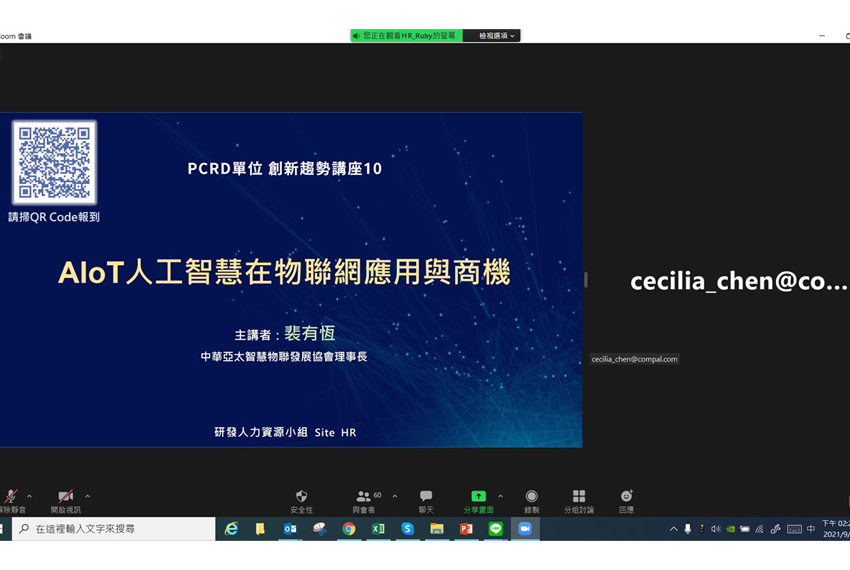 Zoom 會議
您正在觀看HR_Ruby的螢幕
檢視選項
PCRD單位 創新趨勢講座10
請掃QR Code報到
AIoT人工智慧在物聯網應用與商機
主講者：裴有恆
中華亞太智慧物聯發展協會理事長
研發人力資源小組 Site HR
cecilia_chen@co...
cecilia_chen@compal.com
解除靜音
開啟視訊
安全性
60
與會者
聊天
分享畫面
錄製
分組討論
回應
在這裡輸入文字來搜尋
中
下午 02:
2021/9/